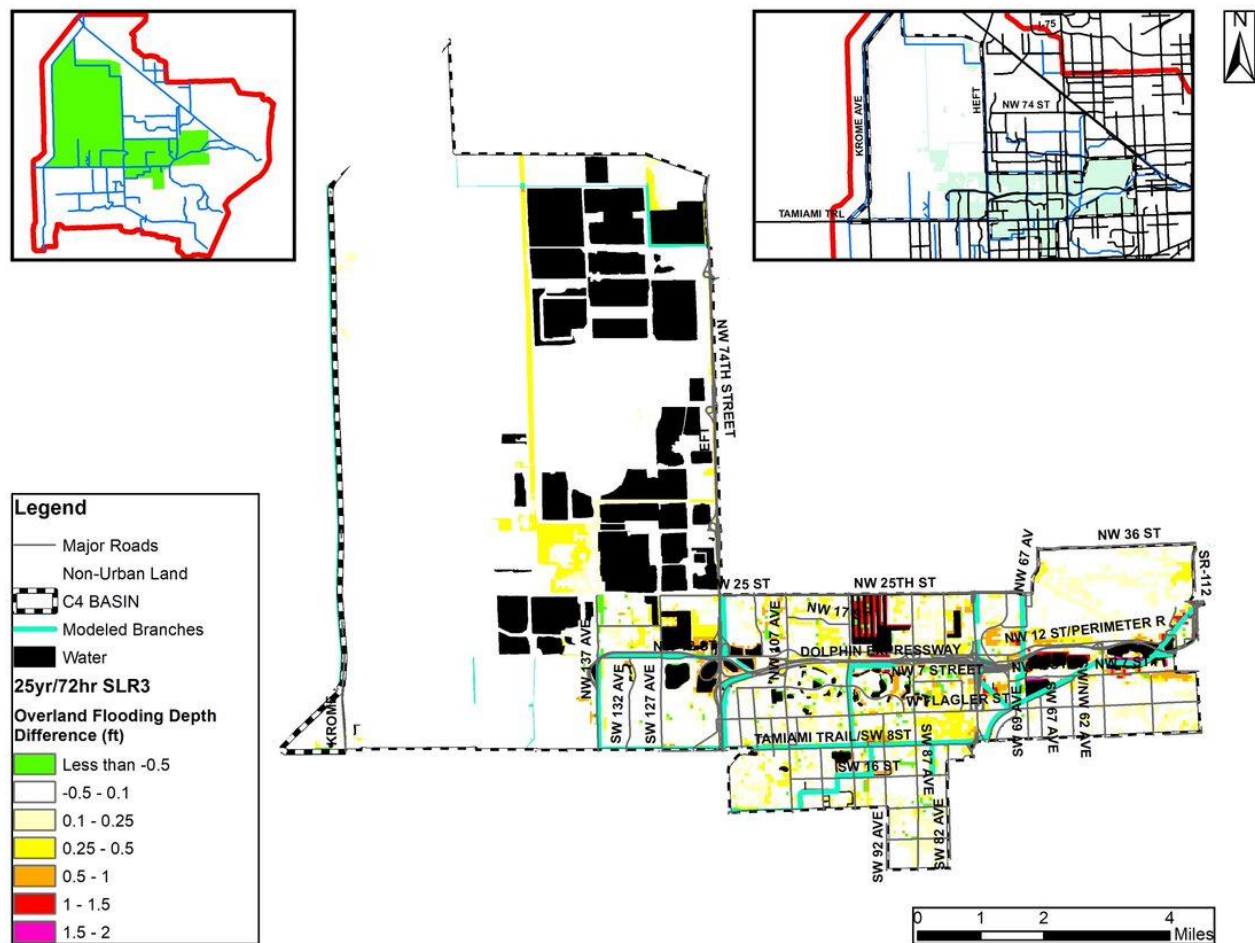 N
I-75
NW 74 ST
HEFT
KROME AVE
TAMIAMI TRL
NW 74TH STREET
EFT
Legend
Major Roads
Non-Urban Land
C4 BASIN
Modeled Branches
Water
25yr/72hr SLR3
Overland Flooding Depth
Difference (ft)
Less than -0.5
-0.5 - 0.1
0.1 - 0.25
0.25 - 0.5
0.5 - 1
1 - 1.5
1.5 - 2
KROME
NW 36 ST
NW 67 AV
SR-112
W 25 ST
NW 25TH ST
NW 17
NW 107 AVE
NW 137 AVE
NW 12 ST/PERIMETER R
DOLPHIN EXPRESSWAY
NW 7 STREET
NW 7 ST
W FLAGLER ST
SW 132 AVE
SW 127 AVE
SW 69 AVE
SW 67 AVE
SW/NW 62 AVE
TAMIAMI TRAIL/SW 8ST
SW 87 AVE
SW 16 ST
SW 92 AVE
SW 82 AVE
0 1 2 4
Miles